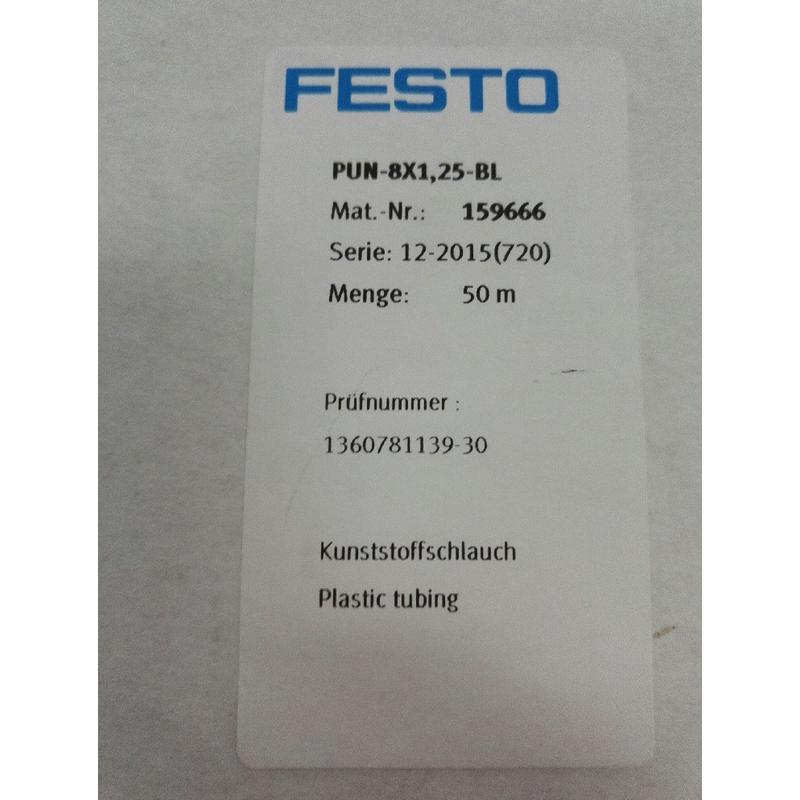 FESTO
PUN-8X1,25-BL
Mat.-Nr.: 159666
Serie: 12-2015(720)
Menge: 50 m
Prüfnummer :
1360781139-30
Kunststoffschlauch
Plastic tubing